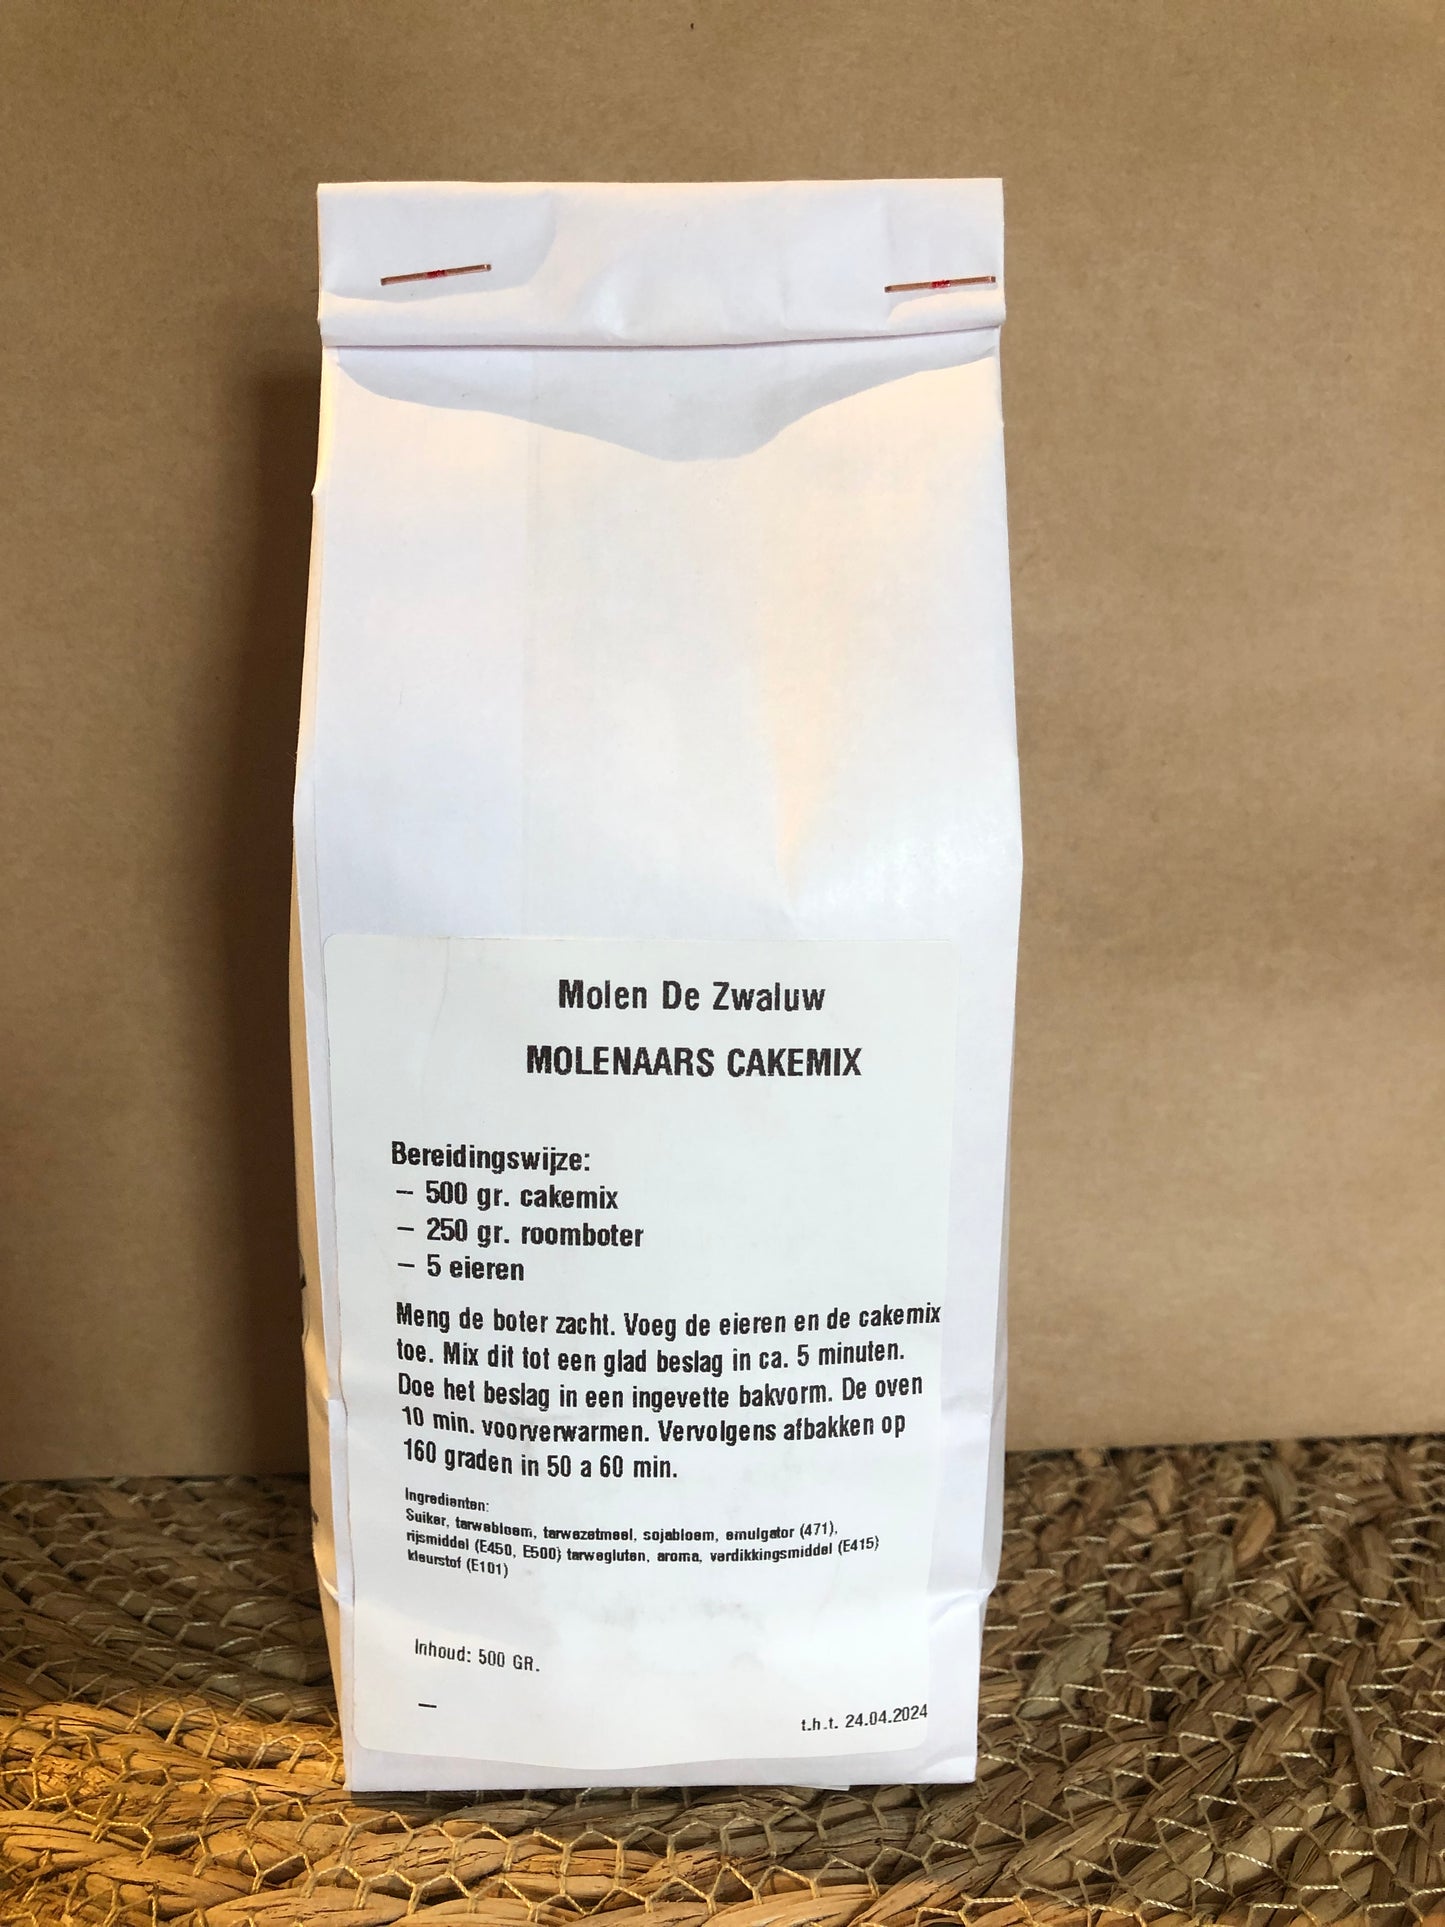 Molen De Zwaluw
MOLENAARS CAKEMIX
Bereidingswijze:
– 500 gr. cakemix
– 250 gr. roomboter
– 5 eieren
Meng de boter zacht. Voeg de eieren en de cakemix
toe. Mix dit tot een glad beslag in ca. 5 minuten.
Doe het beslag in een ingevette bakvorm. De oven
10 min. voorverwarmen. Vervolgens afbakken op
160 graden in 50 a 60 min.
Ingredienten:
Suiker, tarwebloem, tarwezetmeel, sojabloem, emulgator (471),
rijsmiddel (E450, E500) tarwegluten, aroma, verdikkingsmiddel (E415)
kleurstof (E101)
Inhoud: 500 GR.
–
t.h.t. 24.04.2024